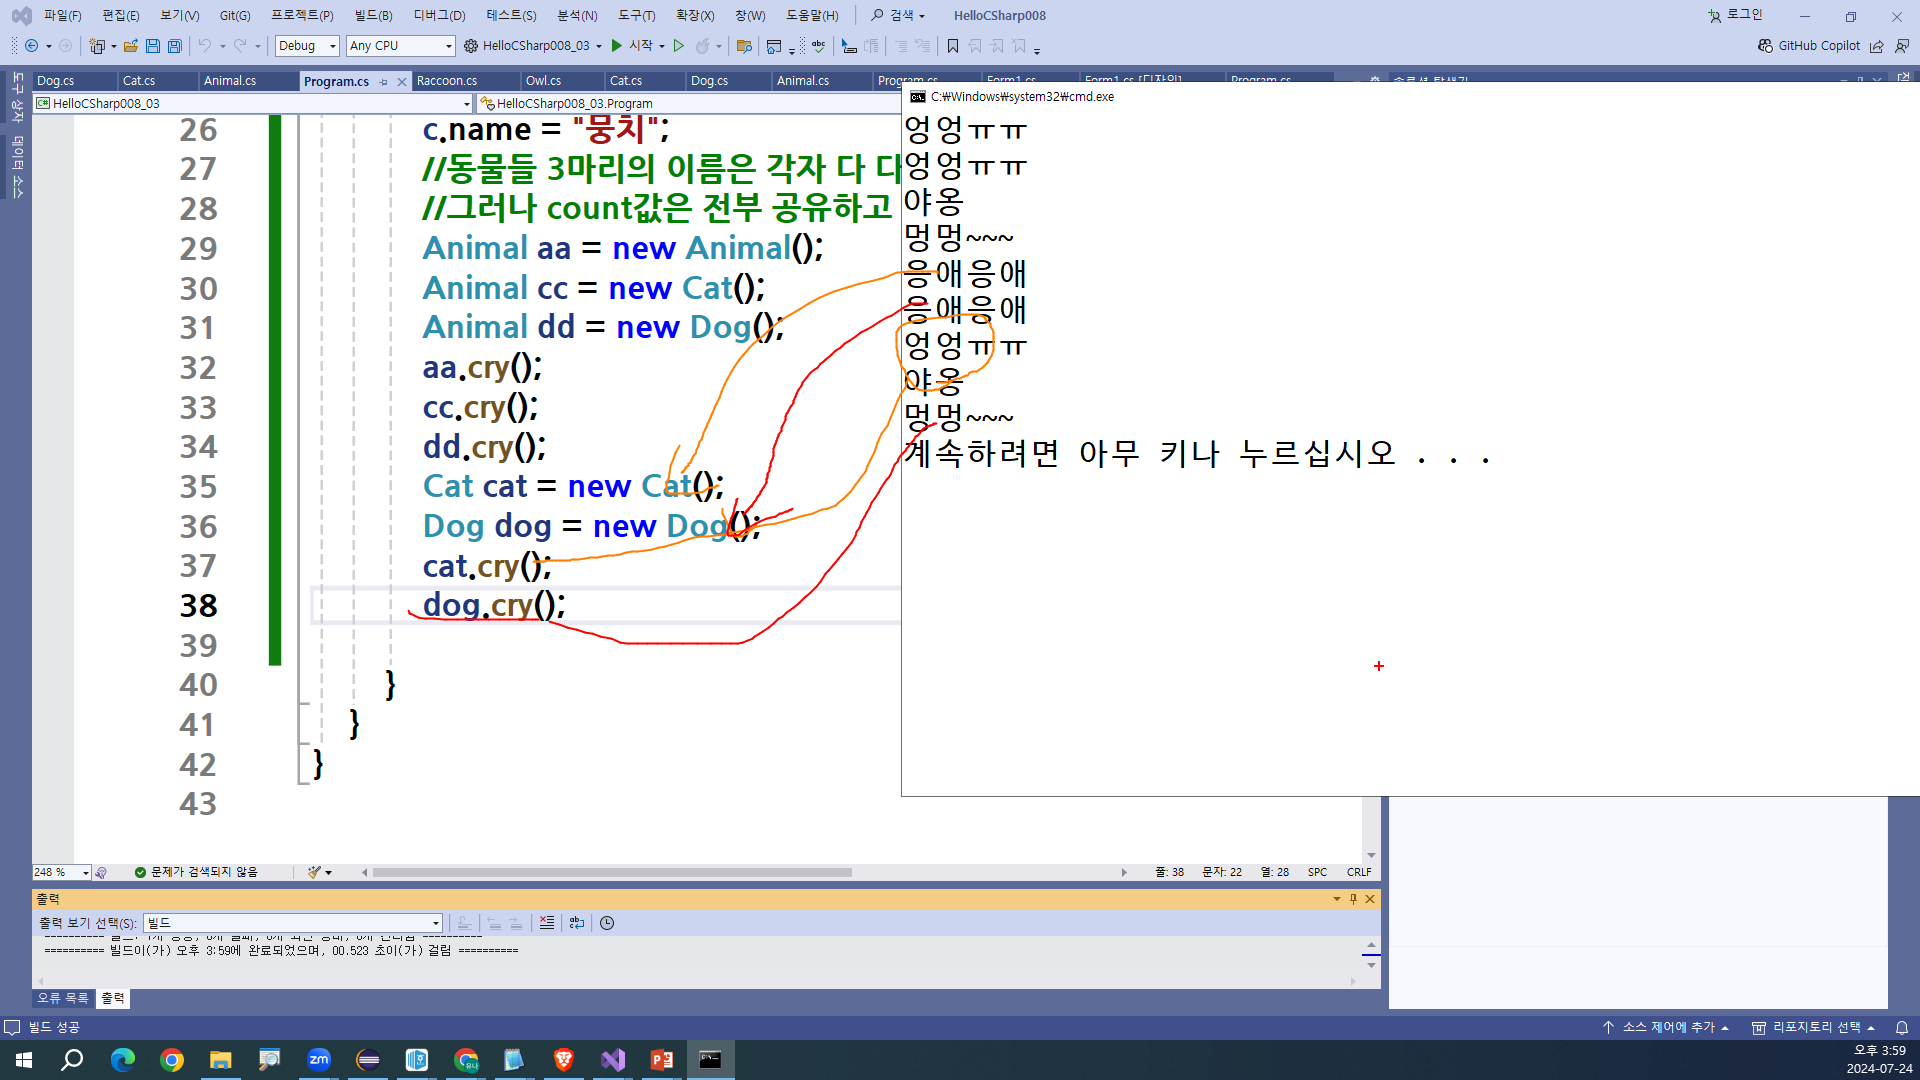 파일(F) 편집(E) 보기(V) Git(G) 프로젝트(P) 빌드(B) 디버그(D) 테스트(S) 분석(N) 도구(T) 확장(X) 창(W) 도움말(H) 검색 HelloCSharp008 로그인
Debug Any CPU HelloCSharp008_03 시작 GitHub Copilot
Dog.cs Cat.cs Animal.cs Program.cs Raccoon.cs Owl.cs Cat.cs Dog.cs Animal.cs Program.cs Form1.cs Form1.cs [디자인] Program.cs 솔루션 탐색기
도구 상자
데이터 소스
HelloCSharp008_03 HelloCSharp008_03.Program
26 c.name = "뭉치";
27 //동물들 3마리의 이름은 각자 다 다
28 //그러나 count값은 전부 공유하고
29 Animal aa = new Animal();
30 Animal cc = new Cat();
31 Animal dd = new Dog();
32 aa.cry();
33 cc.cry();
34 dd.cry();
35 Cat cat = new Cat();
36 Dog dog = new Dog();
37 cat.cry();
38 dog.cry();
39
40 }
41 }
42 }
43
C:₩Windows₩system32₩cmd.exe
엉엉ㅠㅠ
엉엉ㅠㅠ
야옹
멍멍~~~
응애응애
응애응애
엉엉ㅠㅠ
야옹
멍멍~~~
계속하려면 아무 키나 누르십시오 . . .
248 % 문제가 검색되지 않음 줄: 38 문자: 22 열: 28 SPC CRLF
출력
출력 보기 선택(S): 빌드
========== 빌드이(가) 오후 3:59에 완료되었으며, 00.523 초이(가) 걸림 ==========
오류 목록 출력
빌드 성공 소스 제어에 추가 리포지토리 선택
오후 3:59
2024-07-24